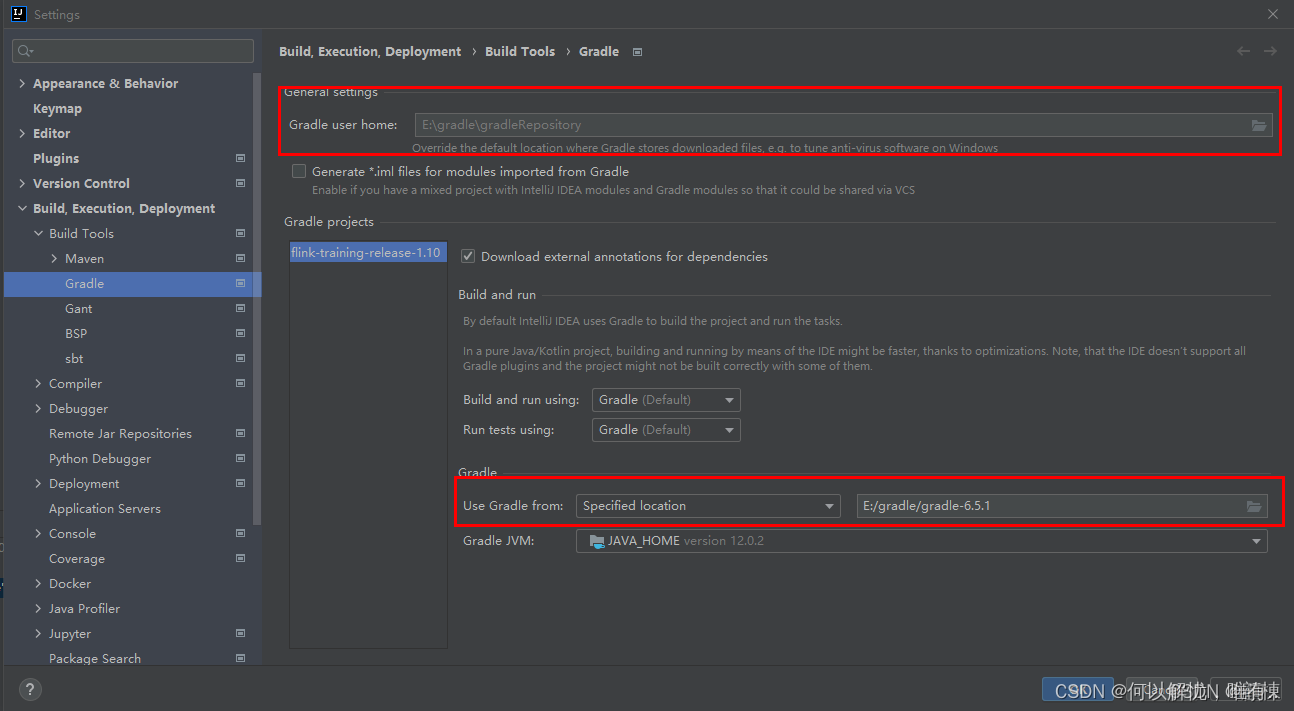 Settings
Build, Execution, Deployment › Build Tools › Gradle
Appearance & Behavior
Keymap
Editor
Plugins
Version Control
Build, Execution, Deployment
Build Tools
Maven
Gradle
Gant
BSP
sbt
Compiler
Debugger
Remote Jar Repositories
Python Debugger
Deployment
Application Servers
Console
Coverage
Docker
Java Profiler
Jupyter
Package Search
General settings
Gradle user home: E:\gradle\gradleRepository
Override the default location where Gradle stores downloaded files, e.g. to tune anti-virus software on Windows
Generate *.iml files for modules imported from Gradle
Enable if you have a mixed project with IntelliJ IDEA modules and Gradle modules so that it could be shared via VCS
Gradle projects
flink-training-release-1.10
Download external annotations for dependencies
Build and run
By default IntelliJ IDEA uses Gradle to build the project and run the tasks.
In a pure Java/Kotlin project, building and running by means of the IDE might be faster, thanks to optimizations. Note, that the IDE doesn't support all
Gradle plugins and the project might not be built correctly with some of them.
Build and run using: Gradle (Default)
Run tests using: Gradle (Default)
Gradle
Use Gradle from: Specified location E:/gradle/gradle-6.5.1
Gradle JVM: JAVA_HOME version 12.0.2
?
CSDN @何以解忧